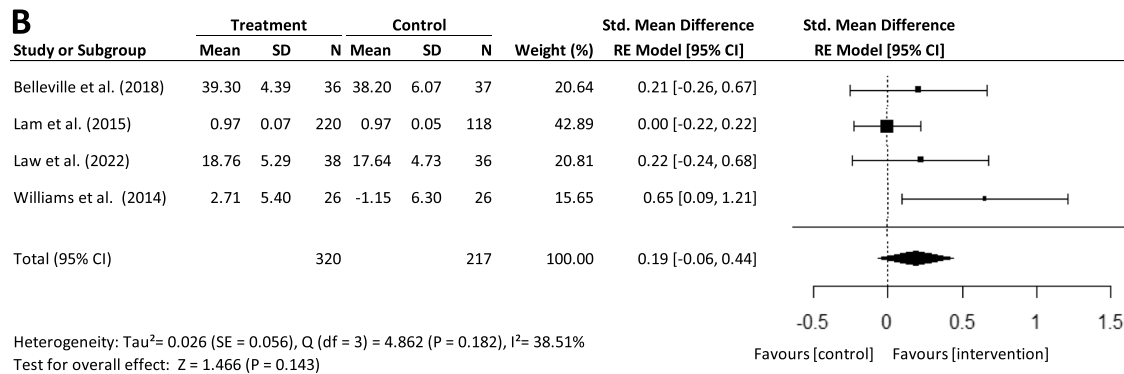 B
Treatment Control Std. Mean Difference Std. Mean Difference
Study or Subgroup Mean SD N Mean SD N Weight (%) RE Model [95% CI] RE Model [95% CI]
Belleville et al. (2018) 39.30 4.39 36 38.20 6.07 37 20.64 0.21 [-0.26, 0.67]
Lam et al. (2015) 0.97 0.07 220 0.97 0.05 118 42.89 0.00 [-0.22, 0.22]
Law et al. (2022) 18.76 5.29 38 17.64 4.73 36 20.81 0.22 [-0.24, 0.68]
Williams et al. (2014) 2.71 5.40 26 -1.15 6.30 26 15.65 0.65 [0.09, 1.21]
Total (95% CI) 320 217 100.00 0.19 [-0.06, 0.44]
-0.5 0 0.5 1 1.5
Heterogeneity: Tau²= 0.026 (SE = 0.056), Q (df = 3) = 4.862 (P = 0.182), I²= 38.51%
Favours [control] Favours [intervention]
Test for overall effect: Z = 1.466 (P = 0.143)